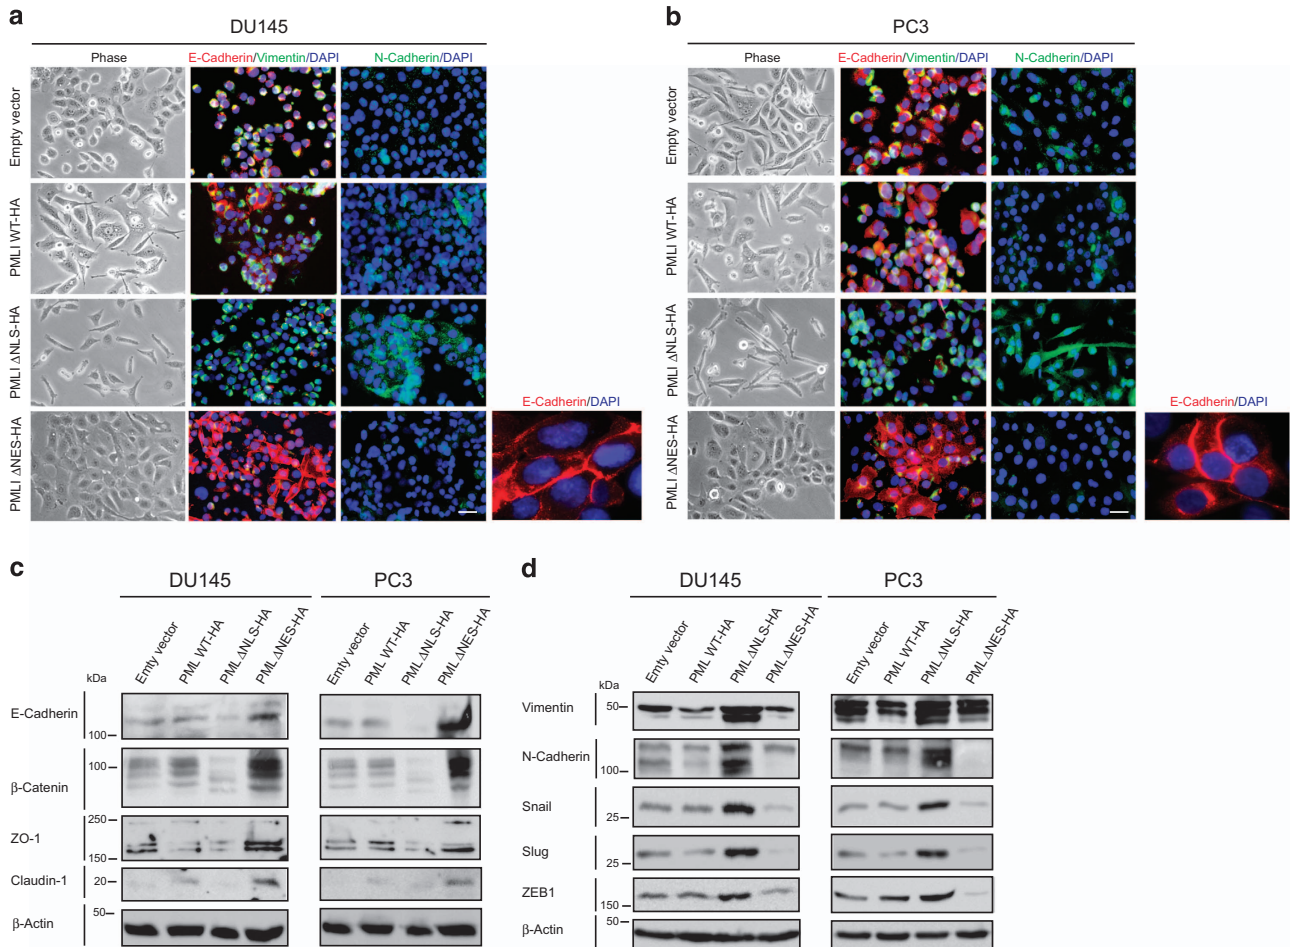 a
DU145
Phase
E-Cadherin/Vimentin/DAPI
N-Cadherin/DAPI
Empty vector
PMLI WT-HA
PMLI ΔNLS-HA
PMLI ΔNES-HA
E-Cadherin/DAPI
b
PC3
Phase
E-Cadherin/Vimentin/DAPI
N-Cadherin/DAPI
Empty vector
PMLI WT-HA
PMLI ΔNLS-HA
PMLI ΔNES-HA
E-Cadherin/DAPI
c
DU145
PC3
Emty vector
PML WT-HA
PML ΔNLS-HA
PML ΔNES-HA
Emty vector
PML WT-HA
PML ΔNLS-HA
PML ΔNES-HA
kDa
E-Cadherin
100
β-Catenin
100
ZO-1
250
150
Claudin-1
20
β-Actin
50
d
DU145
PC3
Emty vector
PML WT-HA
PML ΔNLS-HA
PML ΔNES-HA
Emty vector
PML WT-HA
PML ΔNLS-HA
PML ΔNES-HA
kDa
Vimentin
50
N-Cadherin
100
Snail
25
Slug
25
ZEB1
150
β-Actin
50